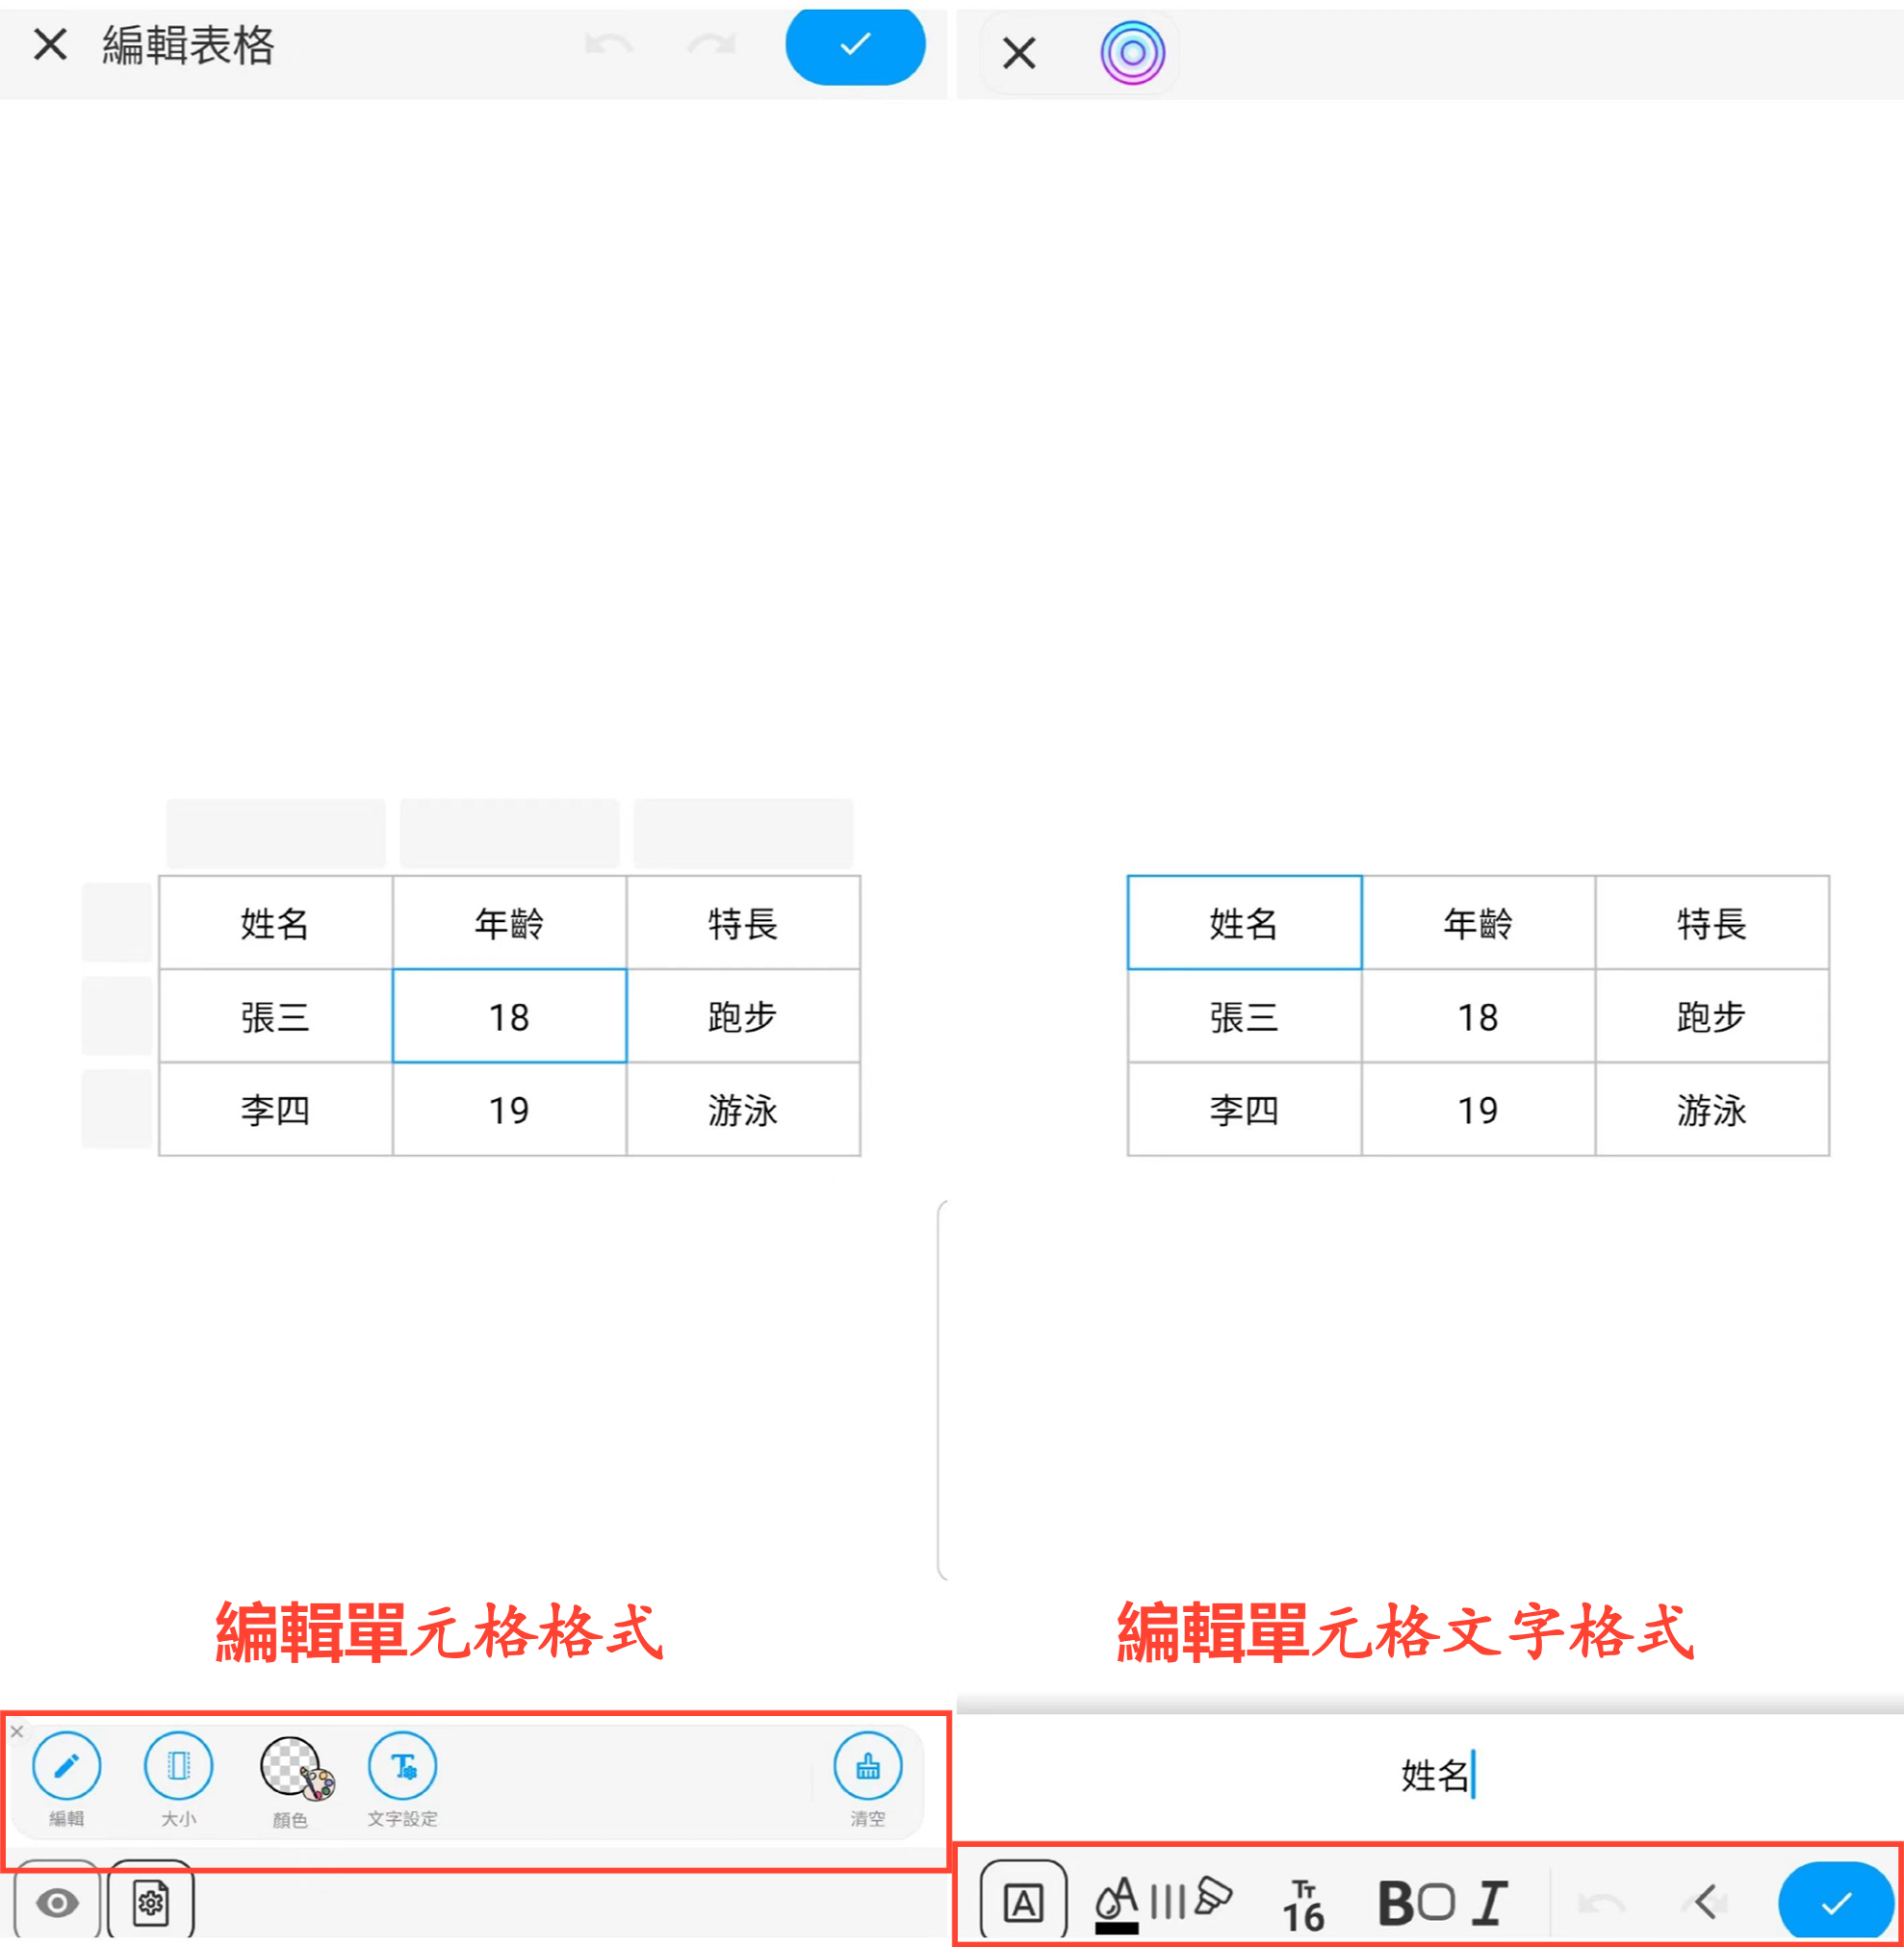 編輯表格
姓名 年齡 特長
張三 18 跑步
李四 19 游泳
編輯單元格格式
編輯 大小 顏色 文字設定 清空
姓名 年齡 特長
張三 18 跑步
李四 19 游泳
編輯單元格文字格式
姓名
A A Tт 16 B I